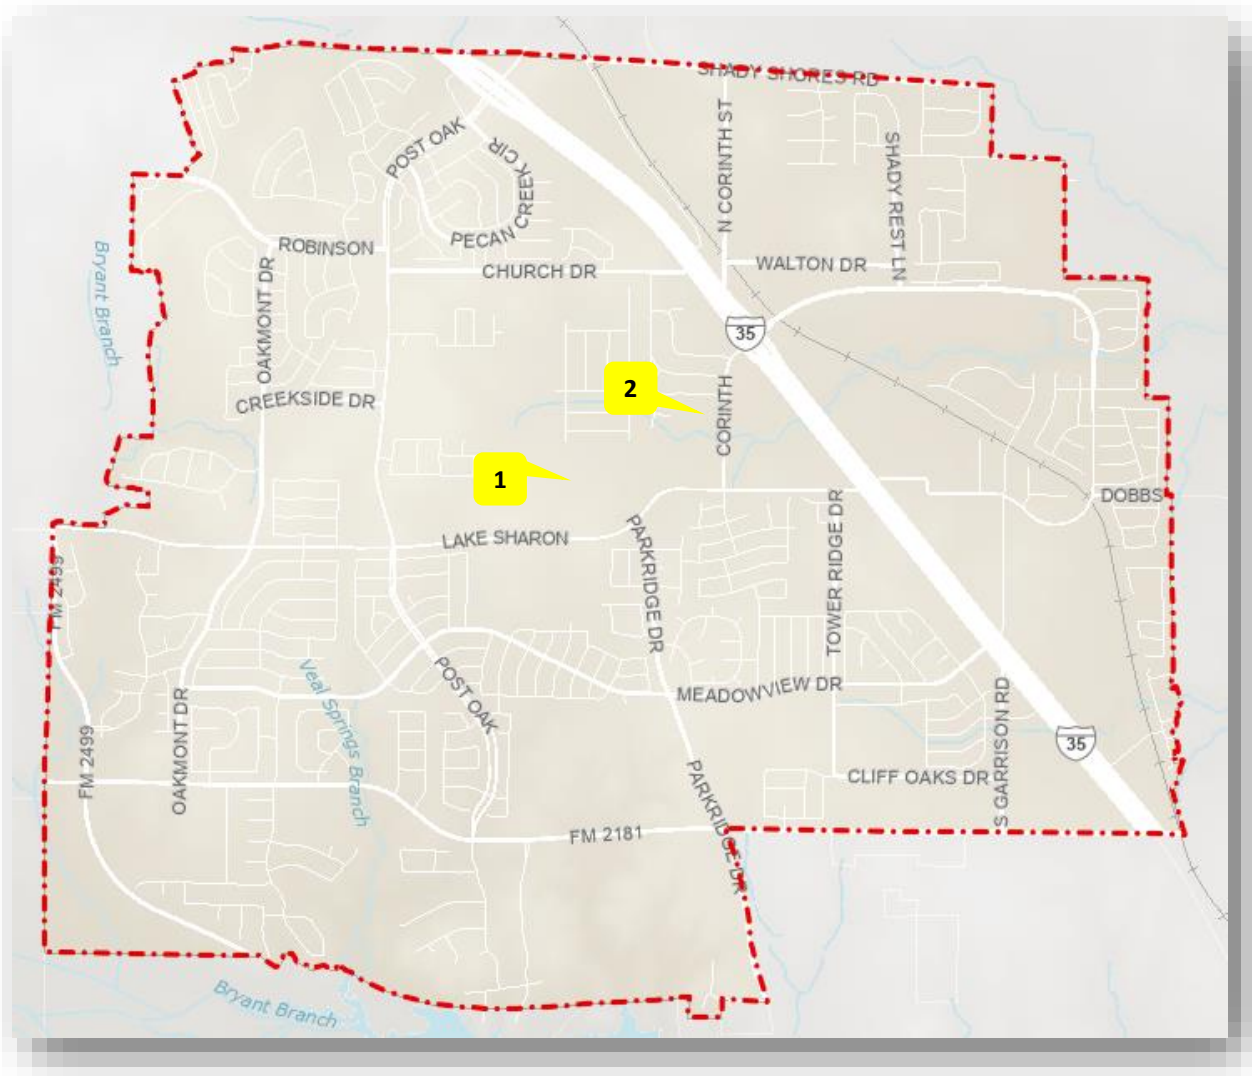 SHADY SHORES RD
POST OAK
PECAN CREEK CIR
N CORINTH ST
SHADY REST LN
ROBINSON
CHURCH DR
WALTON DR
Bryant Branch
OAKMONT DR
35
CREEKSIDE DR
2
CORINTH
1
DOBBS
LAKE SHARON
PARKRIDGE DR
TOWER RIDGE DR
FM 2499
Veal Springs Branch
POST OAK
MEADOWVIEW DR
OAKMONT DR
FM 2499
S GARRISON RD
35
CLIFF OAKS DR
PARKRIDGE DR
FM 2181
Bryant Branch